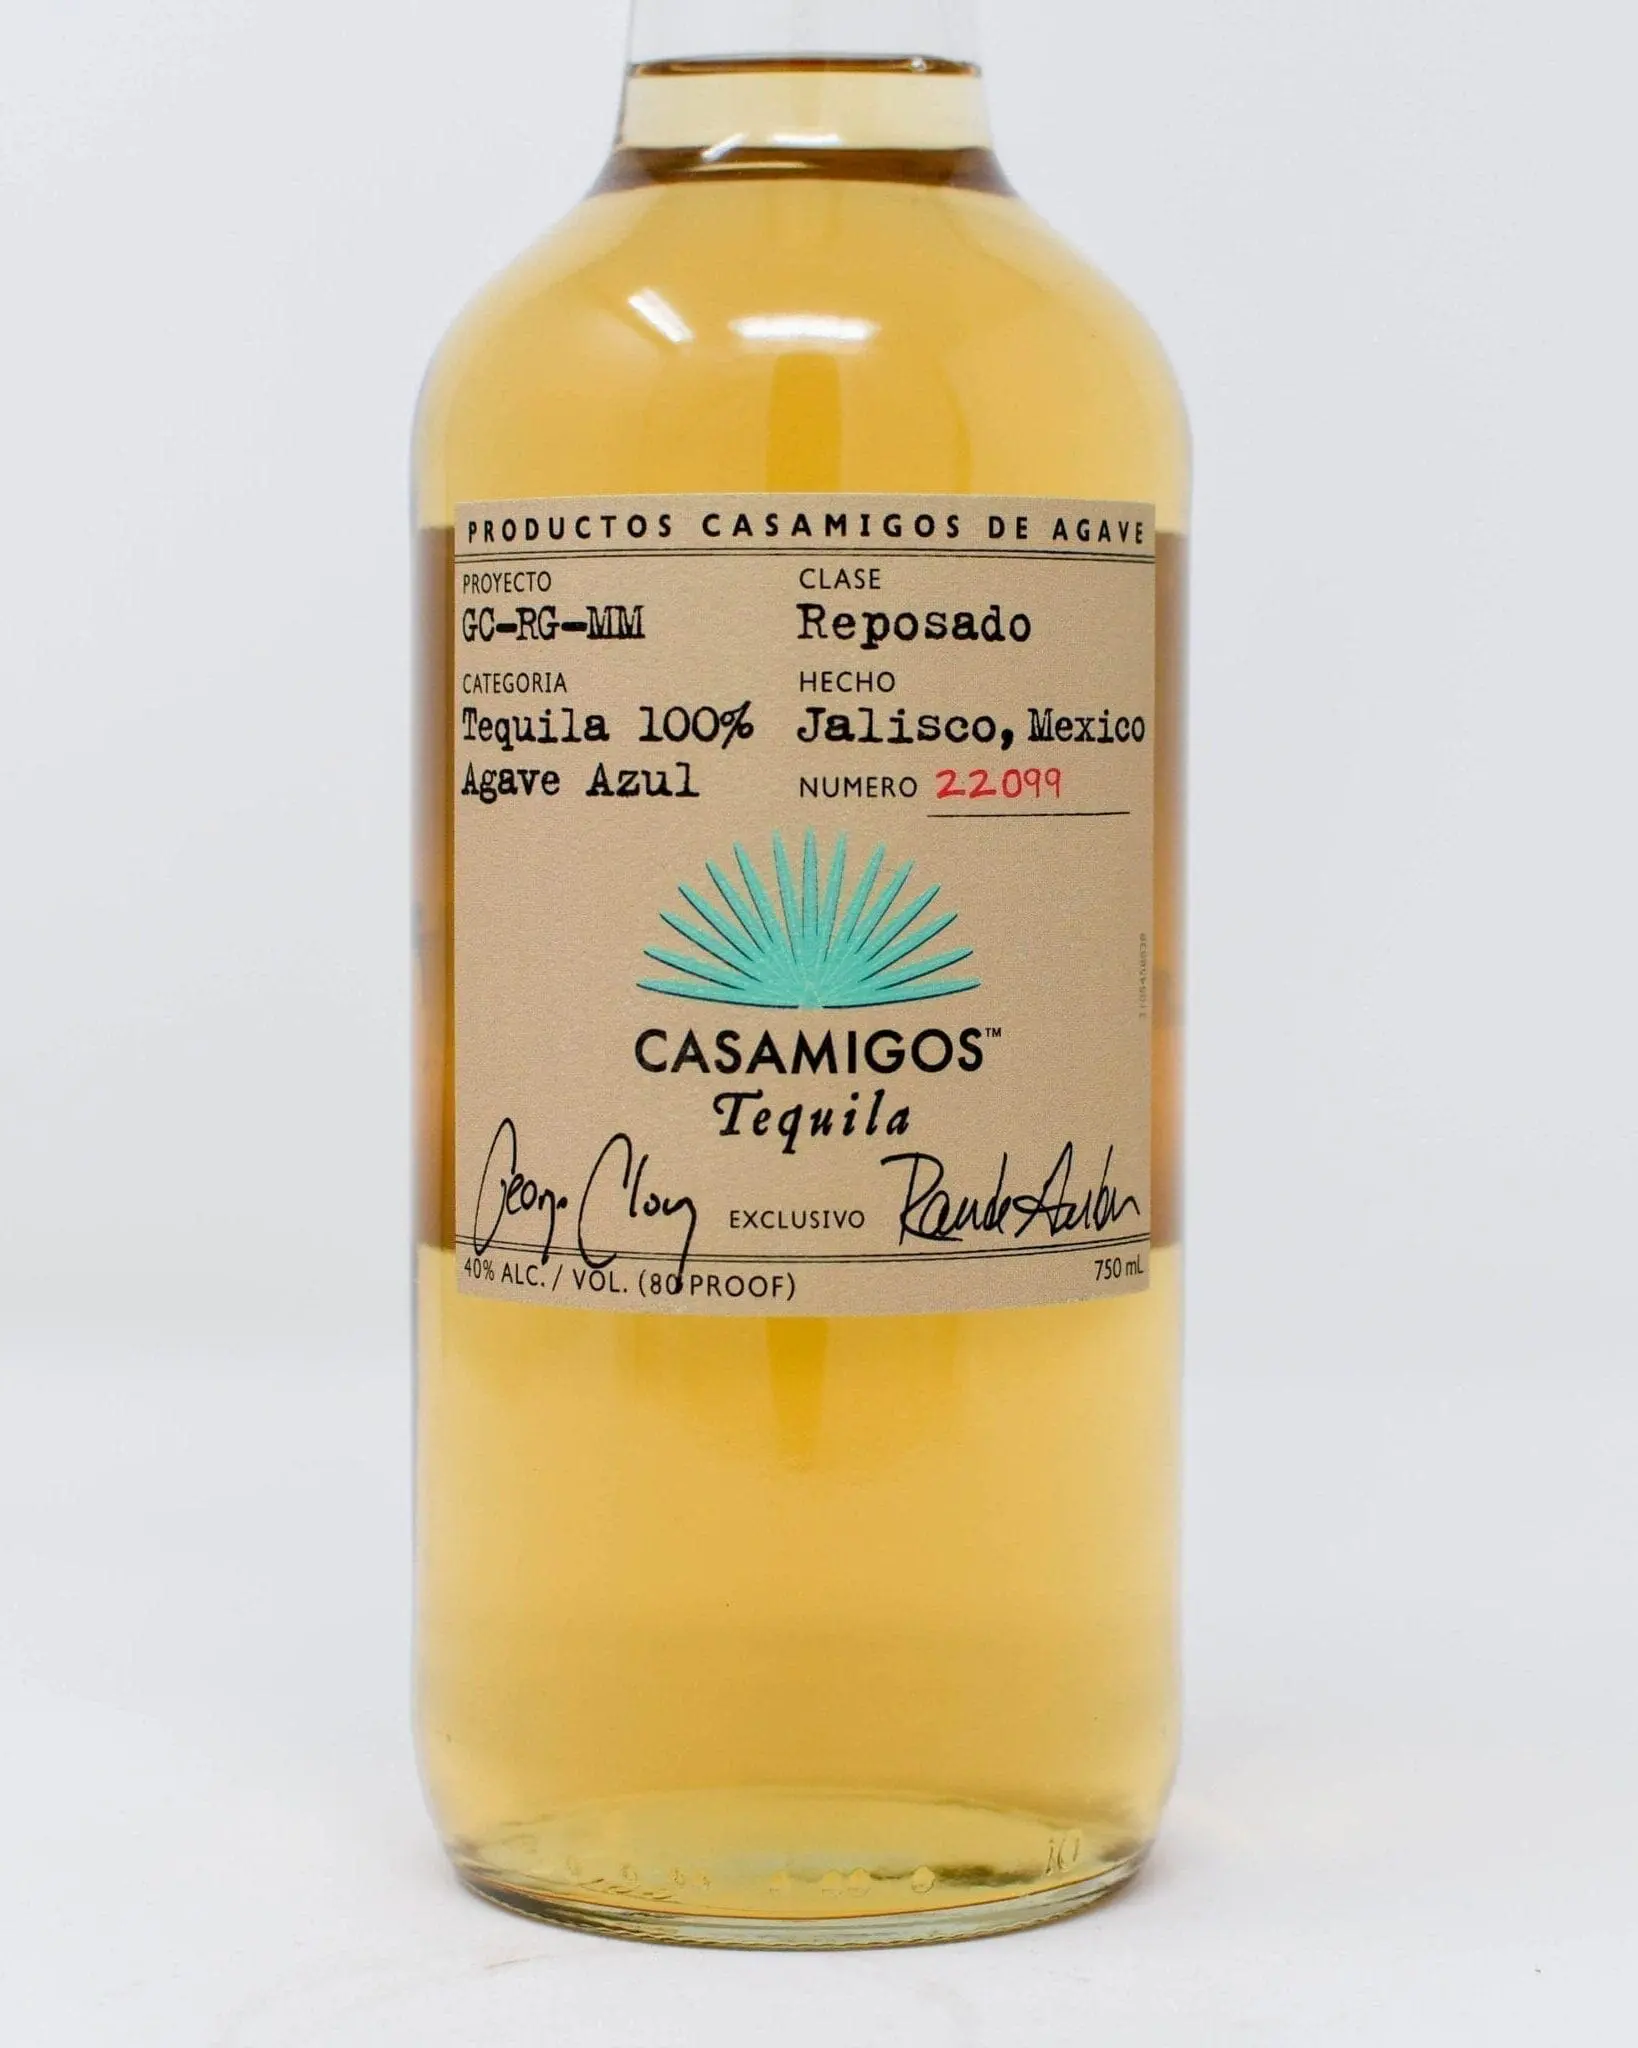 PRODUCTOS CASAMIGOS DE AGAVE
PROYECTO
GC-RG-MM
CLASE
Reposado
CATEGORIA
Tequila 100%
Agave Azul
HECHO
Jalisco, Mexico
NUMERO 22099
CASAMIGOS™
Tequila
EXCLUSIVO
40% ALC. / VOL. (80 PROOF)
750 mL
10